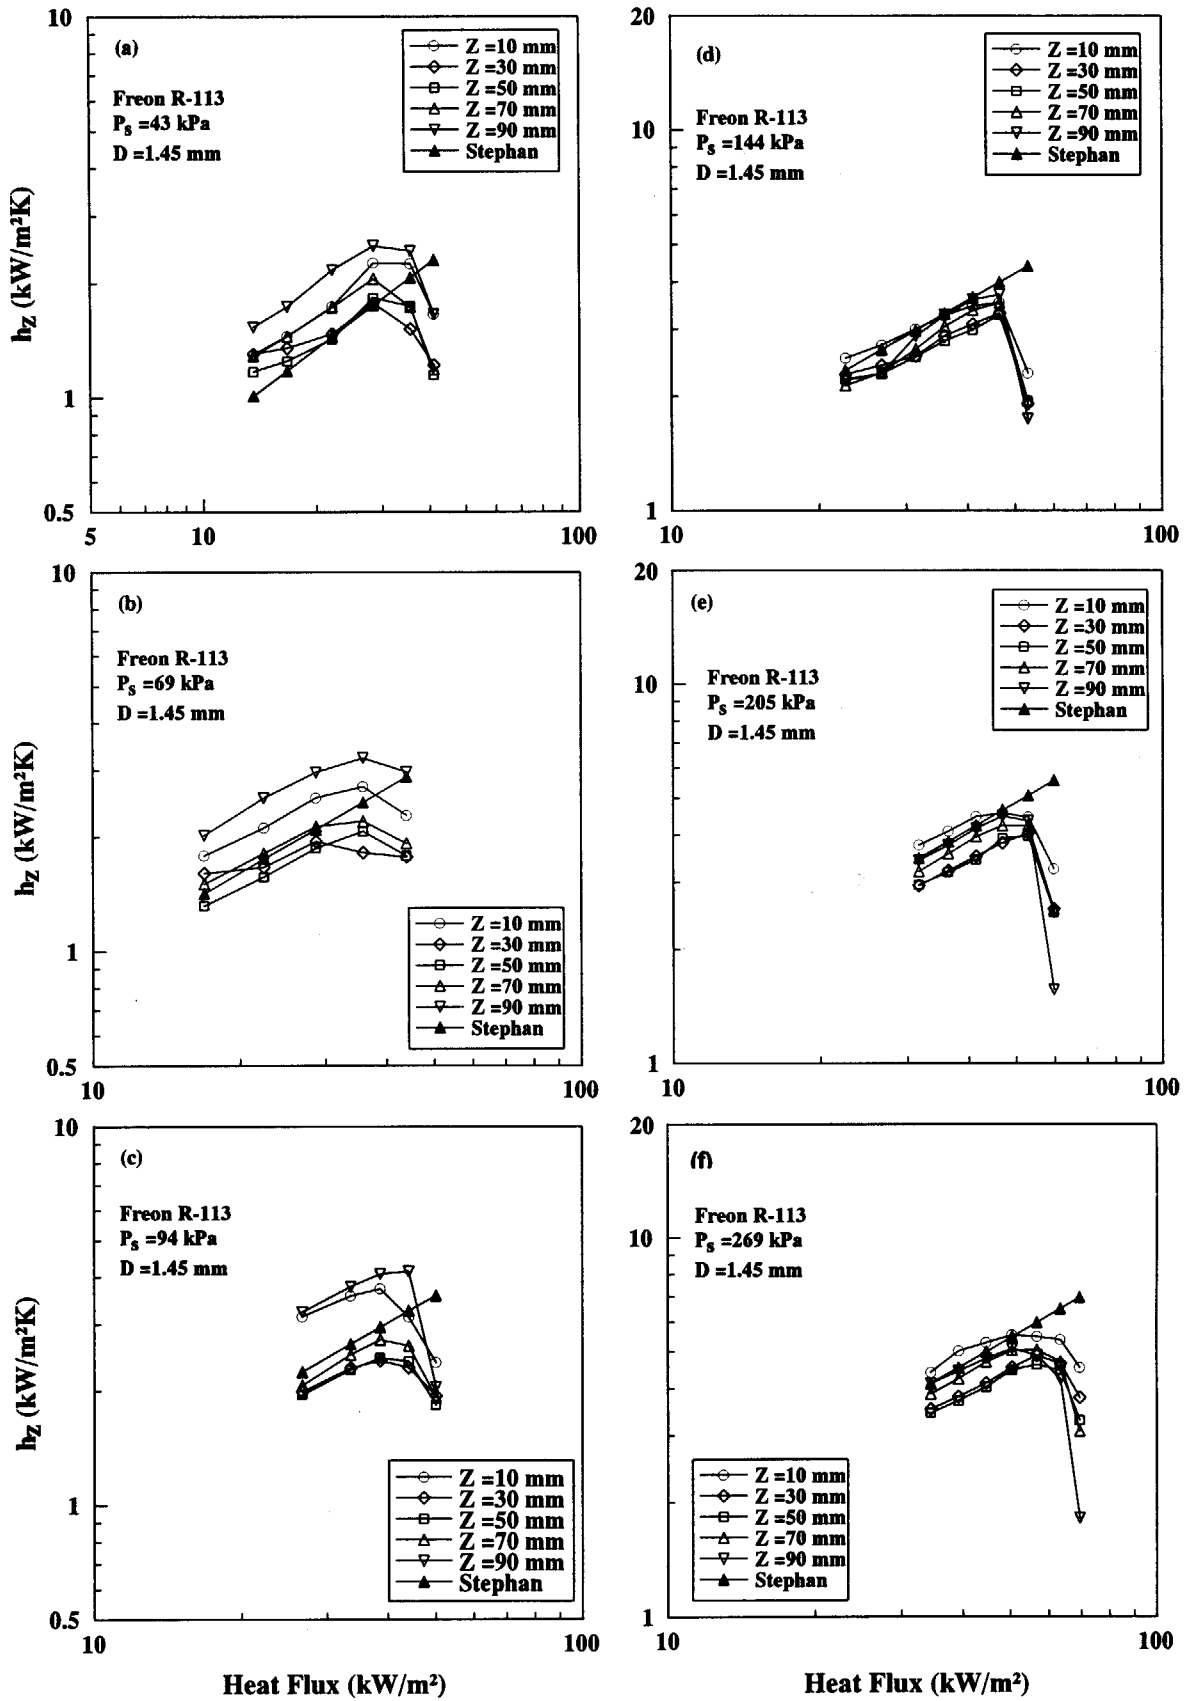 10
(a)
Freon R-113
Pₛ =43 kPa
D =1.45 mm
Z =10 mm
Z =30 mm
Z =50 mm
Z =70 mm
Z =90 mm
Stephan
h_Z (kW/m²K)
1
0.5
5
10
100
20
(d)
Freon R-113
Pₛ =144 kPa
D =1.45 mm
Z =10 mm
Z =30 mm
Z =50 mm
Z =70 mm
Z =90 mm
Stephan
10
1
10
100
10
(b)
Freon R-113
Pₛ =69 kPa
D =1.45 mm
h_Z (kW/m²K)
1
Z =10 mm
Z =30 mm
Z =50 mm
Z =70 mm
Z =90 mm
Stephan
0.5
10
100
20
(e)
Z =10 mm
Z =30 mm
Z =50 mm
Z =70 mm
Z =90 mm
Stephan
Freon R-113
Pₛ =205 kPa
D =1.45 mm
10
1
10
100
10
(c)
Freon R-113
Pₛ =94 kPa
D =1.45 mm
h_Z (kW/m²K)
1
Z =10 mm
Z =30 mm
Z =50 mm
Z =70 mm
Z =90 mm
Stephan
0.5
10
100
Heat Flux (kW/m²)
20
(f)
Freon R-113
Pₛ =269 kPa
D =1.45 mm
10
Z =10 mm
Z =30 mm
Z =50 mm
Z =70 mm
Z =90 mm
Stephan
1
10
100
Heat Flux (kW/m²)